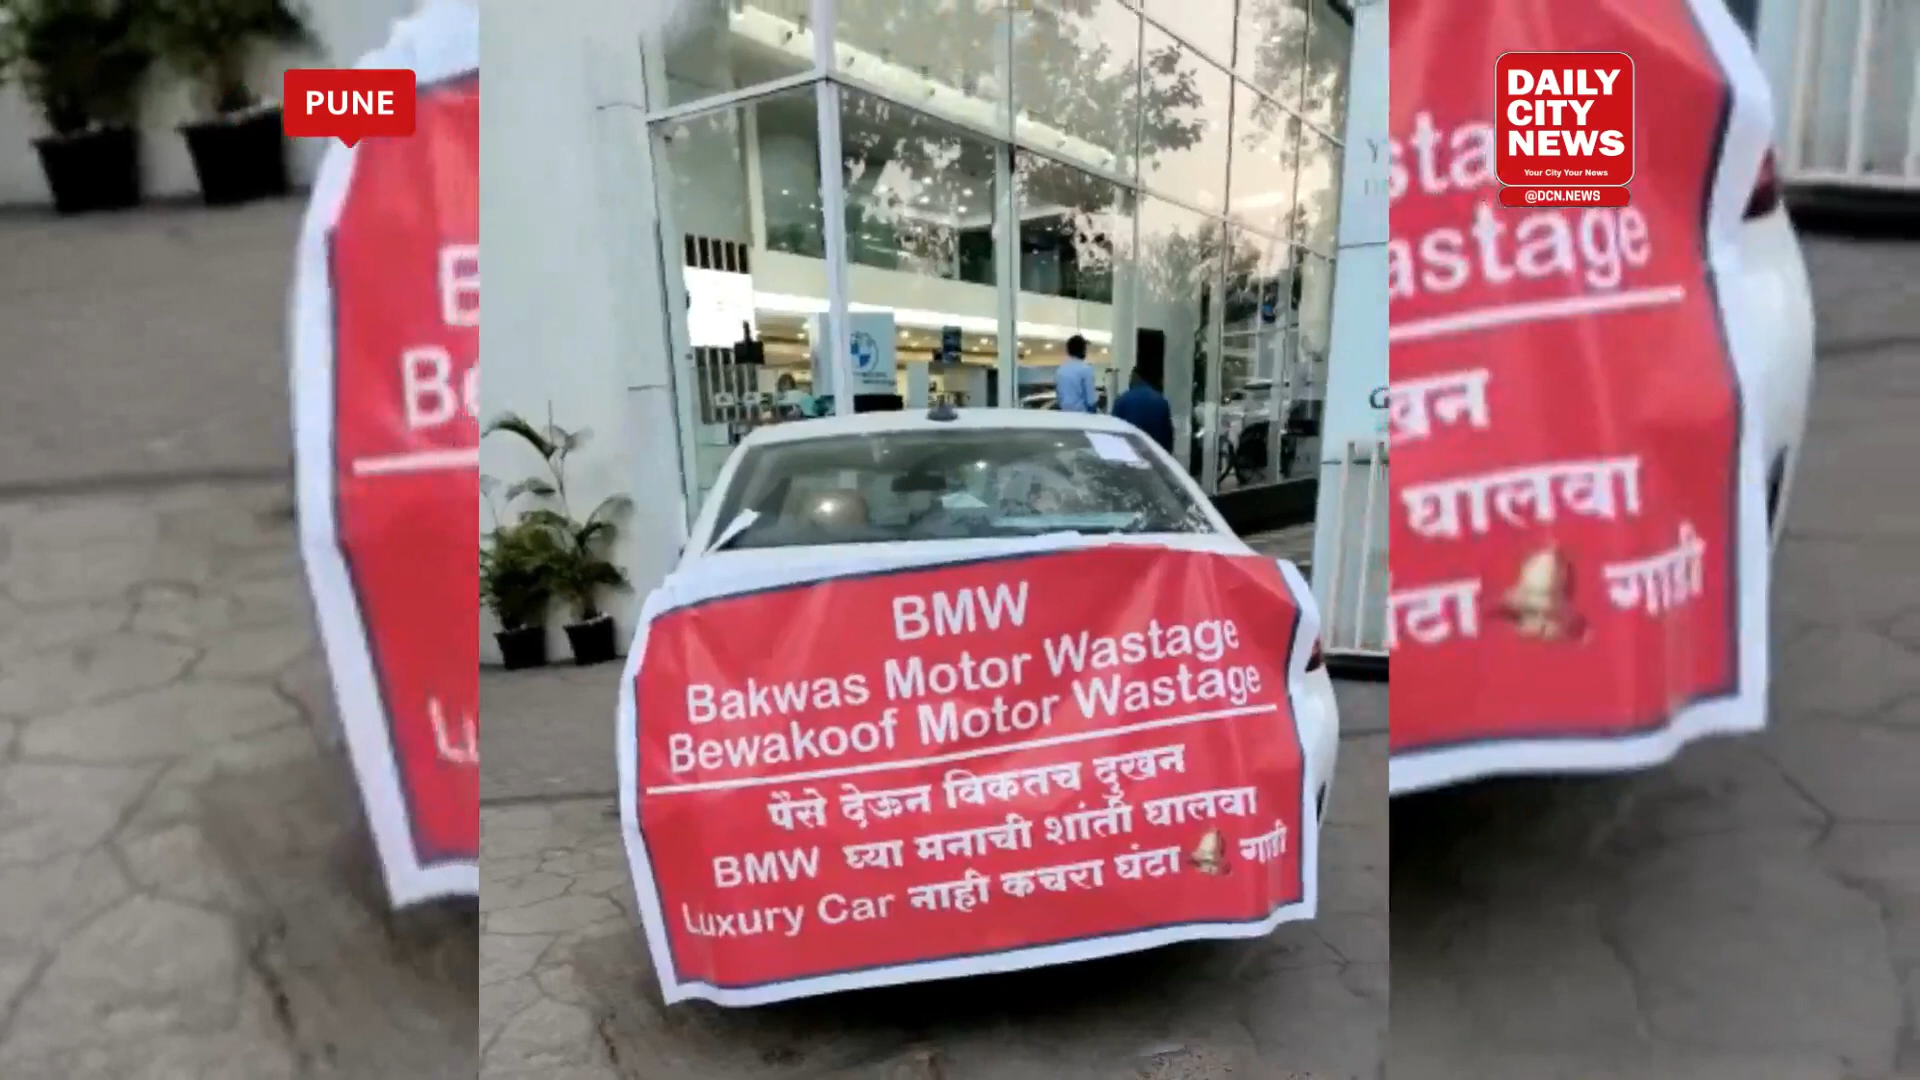 PUNE
DAILY
CITY
NEWS
Your City Your News
@DCN.NEWS
BMW
Bakwas Motor Wastage
Bewakoof Motor Wastage
पैसे देऊन विकतच दुखन
BMW घ्या मनाची शांती घालवा
Luxury Car नाही कचरा घंटा गाडी